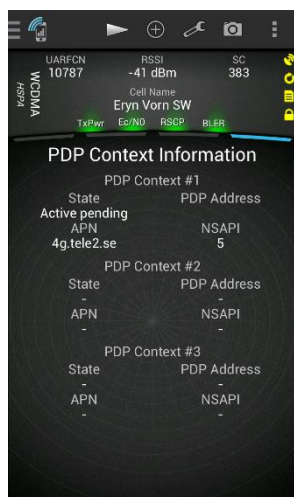 UARFCN RSSI SC
10787 -41 dBm 383
WCDMA
HSPA
Cell Name
Eryn Vorn SW
TxPwr Ec/N0 RSCP BLER
PDP Context Information
PDP Context #1
State PDP Address
Active pending
APN NSAPI
4g.tele2.se 5
PDP Context #2
State PDP Address
- -
APN NSAPI
- -
PDP Context #3
State PDP Address
- -
APN NSAPI
- -